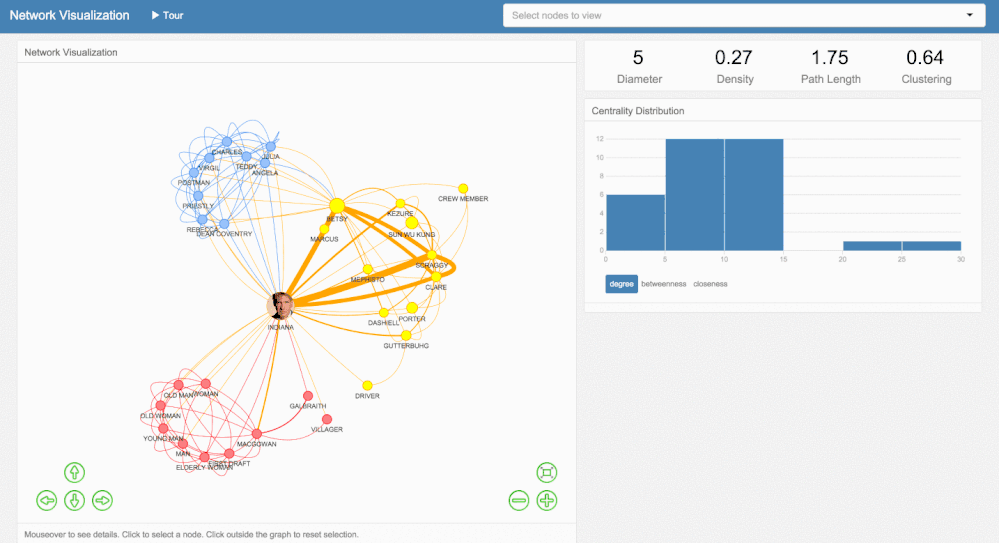 Network Visualization
Tour
Select nodes to view
Network Visualization
CHARLES
JULIA
VIRGIL
TEDDY
ANGELA
POSTMAN
PRIESTLY
REBECCA
DEAN COVENTRY
CREW MEMBER
BETSY
KEZURE
SUN WU KUNG
MARCUS
SCRAGGY
MEPHISTO
CLARE
INDIANA
DASHIELL
PORTER
GUTTERBUHG
DRIVER
OLD MAN
WOMAN
OLD WOMAN
GALBRAITH
VILLAGER
YOUNG MAN
MACGOWAN
MAN
FIRST DRAFT
ELDERLY WOMAN
Mouseover to see details. Click to select a node. Click outside the graph to reset selection.
5 0.27 1.75 0.64
Diameter Density Path Length Clustering
Centrality Distribution
12
10
8
6
4
2
0
0 5 10 15 20 25 30
degree betweenness closeness